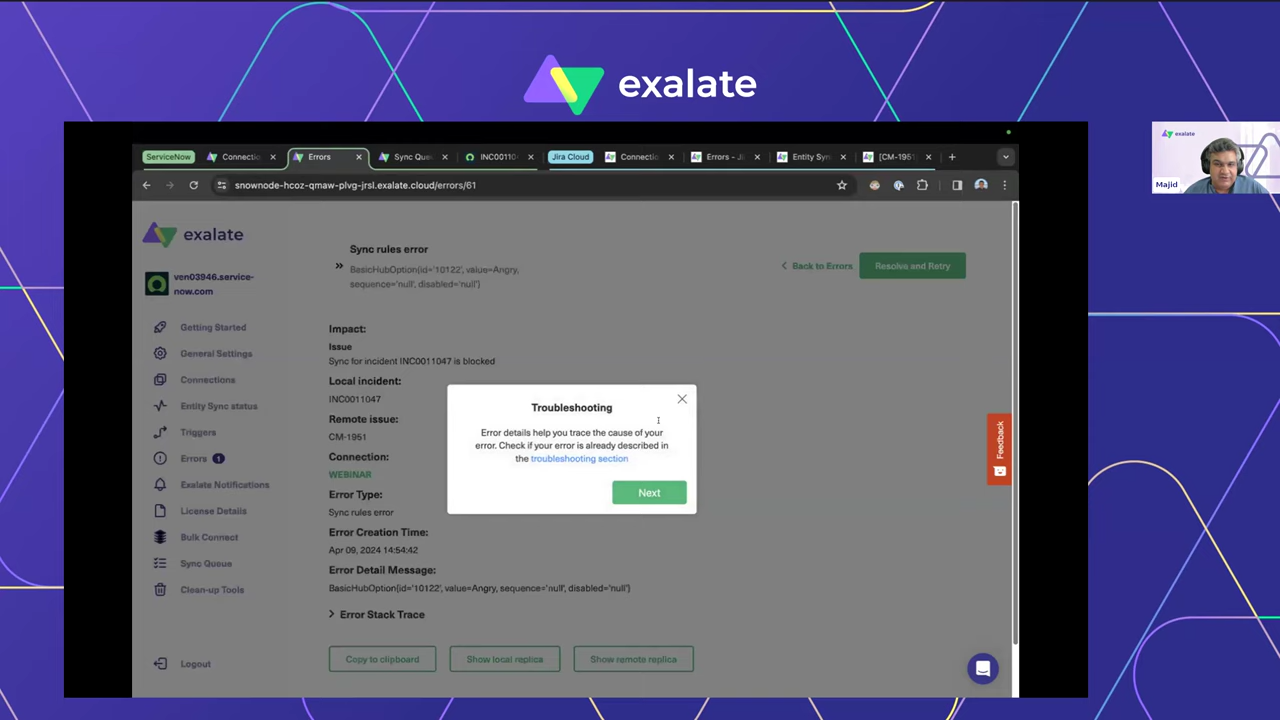 exalate
exalate
Majid
ServiceNow
Connectio
Errors
Sync Que
INC00110
Jira Cloud
Connectio
Errors - Ji
Entity Syn
[CM-1951
snownode-hcoz-qmaw-plvg-jrsl.exalate.cloud/errors/61
exalate
ven03946.service-
now.com
Getting Started
General Settings
Connections
Entity Sync status
Triggers
Errors 1
Exalate Notifications
License Details
Bulk Connect
Sync Queue
Clean-up Tools
Logout
Sync rules error
BasicHubOption{id='10122', value=Angry,
sequence='null', disabled='null'}
Back to Errors
Resolve and Retry
Impact:
Issue
Sync for incident INC0011047 is blocked
Local incident:
INC0011047
Remote issue:
CM-1951
Connection:
WEBINAR
Error Type:
Sync rules error
Error Creation Time:
Apr 09, 2024 14:54:42
Error Detail Message:
BasicHubOption{id='10122', value=Angry, sequence='null', disabled='null'}
Error Stack Trace
Copy to clipboard
Show local replica
Show remote replica
Troubleshooting
Error details help you trace the cause of your
error. Check if your error is already described in
the troubleshooting section
Next
Feedback